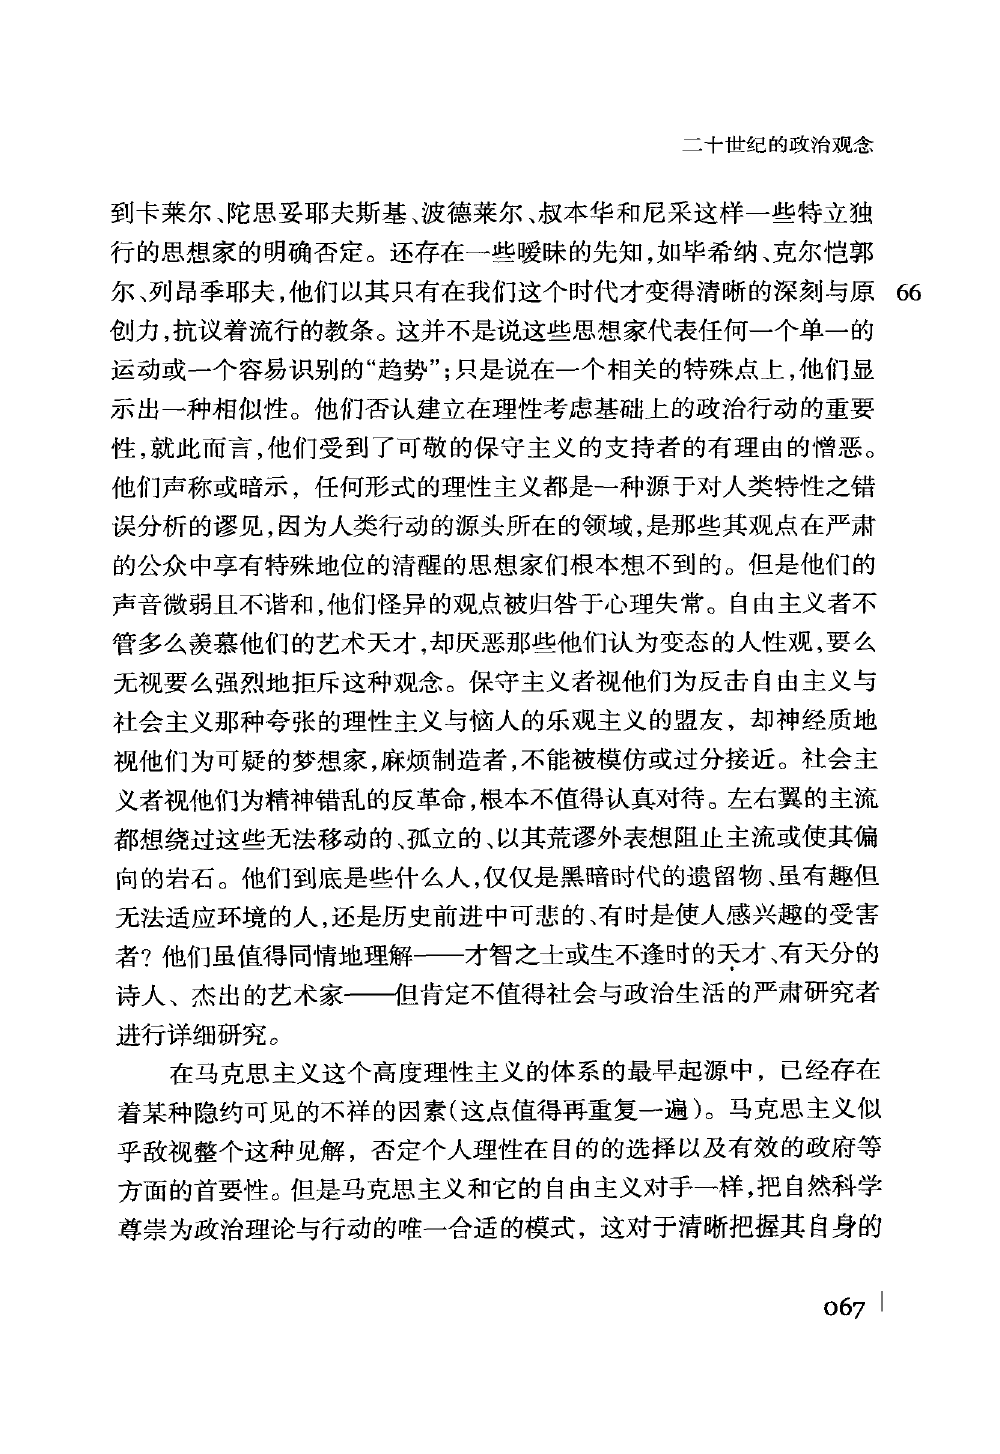 二十世纪的政治观念
到卡莱尔、陀思妥耶夫斯基、波德莱尔、叔本华和尼采这样一些特立独
行的思想家的明确否定。还存在一些暧昧的先知,如毕希纳、克尔恺郭
尔、列昂季耶夫,他们以其只有在我们这个时代才变得清晰的深刻与原 66
创力,抗议着流行的教条。这并不是说这些思想家代表任何一个单一的
运动或一个容易识别的“趋势”;只是说在一个相关的特殊点上,他们显
示出一种相似性。他们否认建立在理性考虑基础上的政治行动的重要
性,就此而言,他们受到了可敬的保守主义的支持者的有理由的憎恶。
他们声称或暗示,任何形式的理性主义都是一种源于对人类特性之错
误分析的谬见,因为人类行动的源头所在的领域,是那些其观点在严肃
的公众中享有特殊地位的清醒的思想家们根本想不到的。但是他们的
声音微弱且不谐和,他们怪异的观点被归咎于心理失常。自由主义者不
管多么羡慕他们的艺术天才,却厌恶那些他们认为变态的人性观,要么
无视要么强烈地拒斥这种观念。保守主义者视他们为反击自由主义与
社会主义那种夸张的理性主义与恼人的乐观主义的盟友,却神经质地
视他们为可疑的梦想家,麻烦制造者,不能被模仿或过分接近。社会主
义者视他们为精神错乱的反革命,根本不值得认真对待。左右翼的主流
都想绕过这些无法移动的、孤立的、以其荒谬外表想阻止主流或使其偏
向的岩石。他们到底是些什么人,仅仅是黑暗时代的遗留物、虽有趣但
无法适应环境的人,还是历史前进中可悲的、有时是使人感兴趣的受害
者?他们虽值得同情地理解——才智之士或生不逢时的天才、有天分的
诗人、杰出的艺术家——但肯定不值得社会与政治生活的严肃研究者
进行详细研究。
在马克思主义这个高度理性主义的体系的最早起源中,已经存在
着某种隐约可见的不祥的因素(这点值得再重复一遍)。马克思主义似
乎敌视整个这种见解,否定个人理性在目的的选择以及有效的政府等
方面的首要性。但是马克思主义和它的自由主义对手一样,把自然科学
尊崇为政治理论与行动的唯一合适的模式,这对于清晰把握其自身的
067